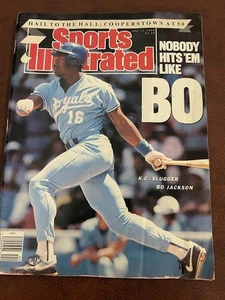 HAIL TO THE HALL: COOPERSTOWN AT 50
Sports
Illustrated
NOBODY
HITS 'EM
LIKE
BO
Royals
16
K.C. SLUGGER
BO JACKSON